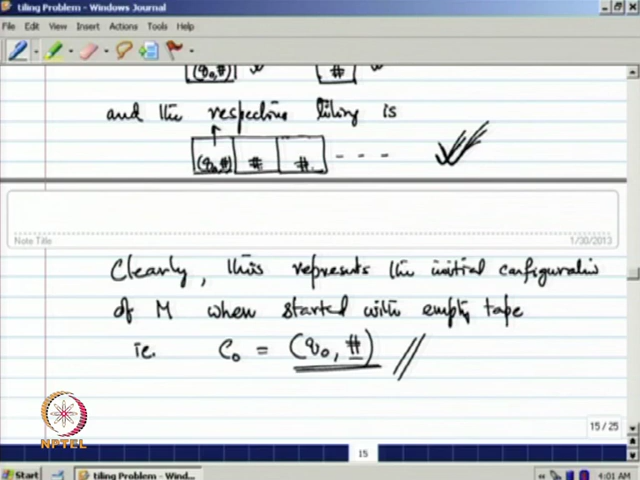 tiling Problem - Windows Journal
File Edit View Insert Actions Tools Help
(q₀,#) #
and the respective tiling is
(q₀,#) # # - - - -
Note Title
1/30/2013
Clearly, this represents the initial configuration
of M when started with empty tape
ie. C₀ = (q₀, #)
NPTEL
15 / 25
15
Start
tiling Problem - Wind...
4:01 AM